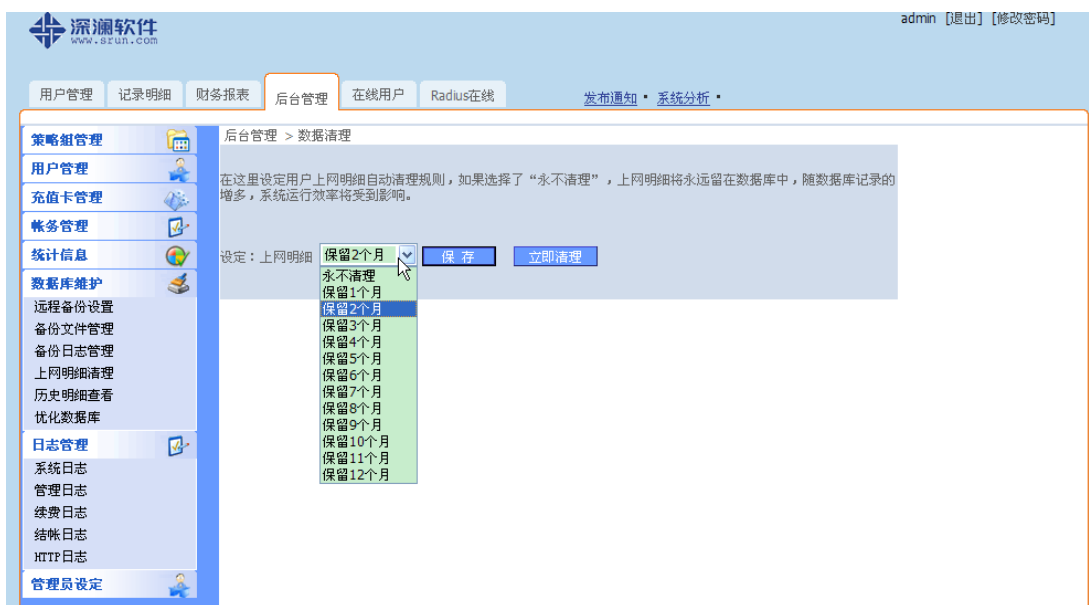 深澜软件
www.srun.com
admin [退出] [修改密码]
用户管理 记录明细 财务报表 后台管理 在线用户 Radius在线 发布通知 系统分析
策略组管理
用户管理
充值卡管理
帐务管理
统计信息
数据库维护
远程备份设置
备份文件管理
备份日志管理
上网明细清理
历史明细查看
优化数据库
日志管理
系统日志
管理日志
续费日志
结帐日志
HTTP日志
管理员设定
后台管理 > 数据清理
在这里设定用户上网明细自动清理规则，如果选择了“永不清理”，上网明细将永远留在数据库中，随数据库记录的
增多，系统运行效率将受到影响。
设定：上网明细 保留2个月 保 存 立即清理
永不清理
保留1个月
保留2个月
保留3个月
保留4个月
保留5个月
保留6个月
保留7个月
保留8个月
保留9个月
保留10个月
保留11个月
保留12个月